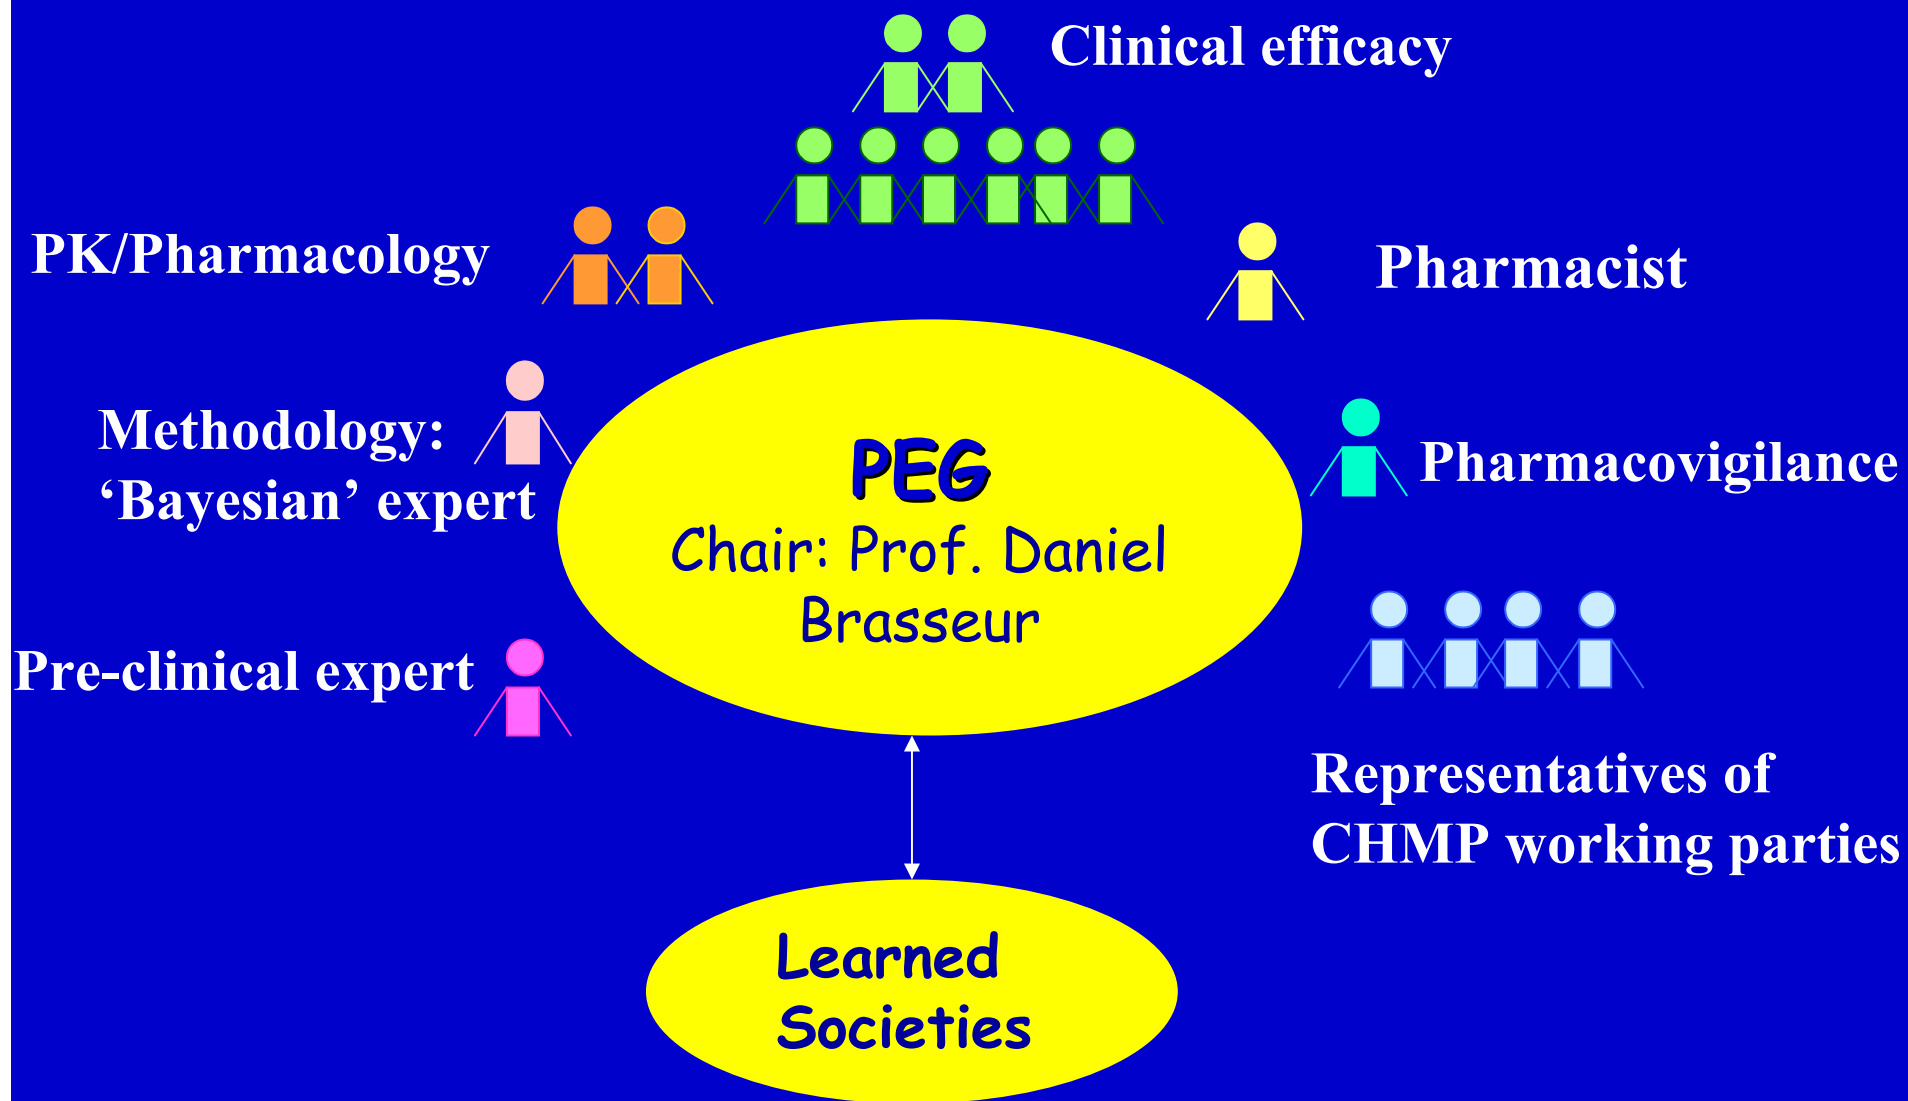 Clinical efficacy
PK/Pharmacology
Pharmacist
Methodology:
‘Bayesian’ expert
PEG
Chair: Prof. Daniel
Brasseur
Pharmacovigilance
Pre-clinical expert
Representatives of
CHMP working parties
Learned
Societies